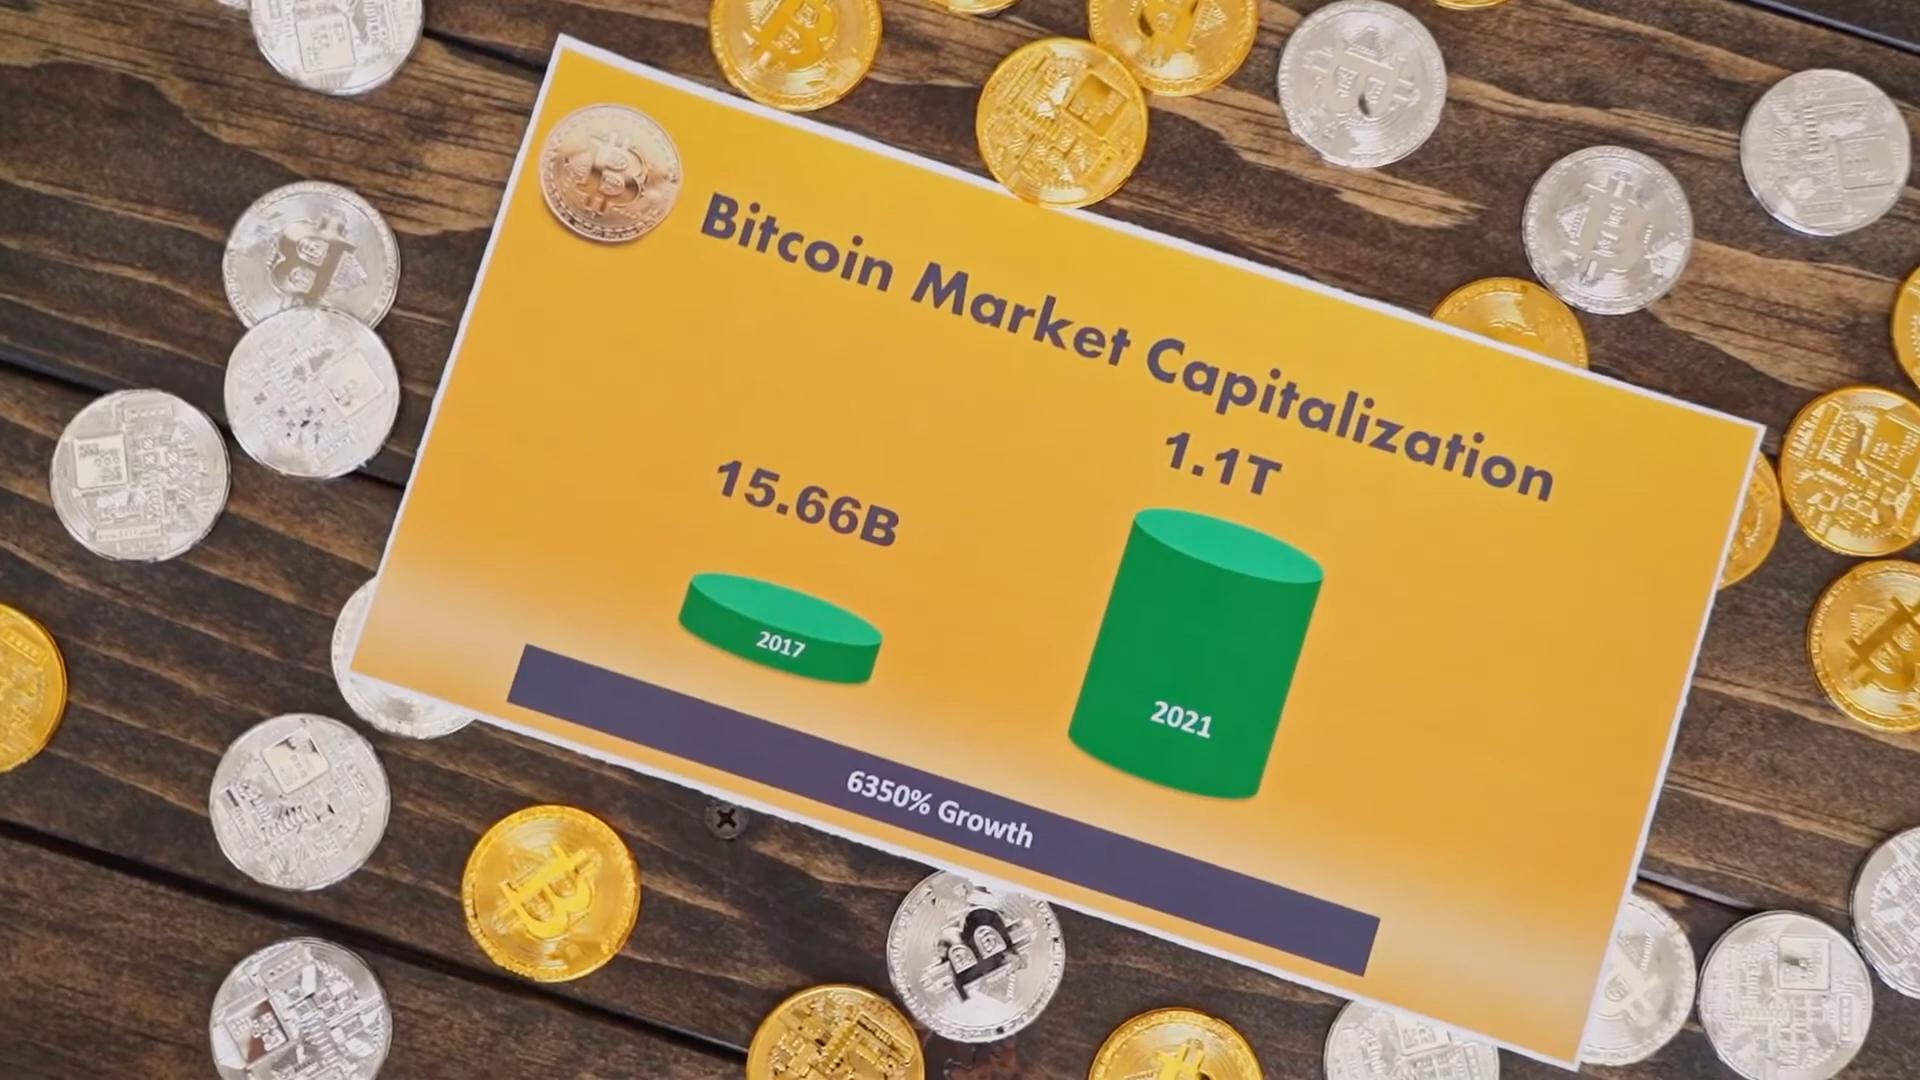 Bitcoin Market Capitalization
15.66B
1.1T
2017
2021
6350% Growth